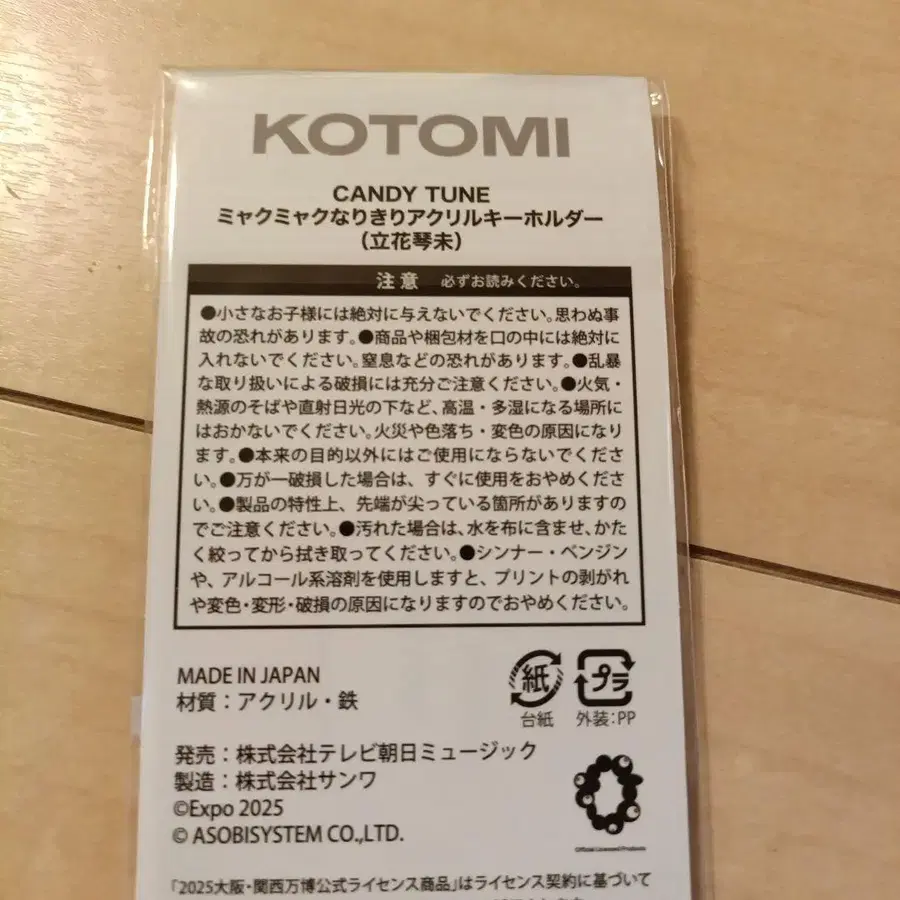 KOTOMI
CANDY TUNE
ミャクミャクなりきりアクリルキーホルダー
(立花琴未)
注意 必ずお読みください。
●小さなお子様には絶対に与えないでください。思わぬ事
故の恐れがあります。●商品や梱包材を口の中には絶対に
入れないでください。窒息などの恐れがあります。●乱暴
な取り扱いによる破損には充分ご注意ください。●火気・
熱源のそばや直射日光の下など、高温・多湿になる場所に
はおかないでください。火災や色落ち・変色の原因になり
ます。●本来の目的以外にはご使用にならないでくださ
い。●万が一破損した場合は、すぐに使用をおやめくださ
い。●製品の特性上、先端が尖っている箇所がありますの
でご注意ください。●汚れた場合は、水を布に含ませ、かた
く絞ってから拭き取ってください。●シンナー・ベンジン
や、アルコール系溶剤を使用しますと、プリントの剥がれ
や変色・変形・破損の原因になりますのでおやめください。
MADE IN JAPAN
材質：アクリル・鉄
紙 プラ
台紙 外装：PP
発売：株式会社テレビ朝日ミュージック
製造：株式会社サンワ
©Expo 2025
© ASOBISYSTEM CO.,LTD.
Official Licensed Products
「2025大阪・関西万博公式ライセンス商品」はライセンス契約に基づいて